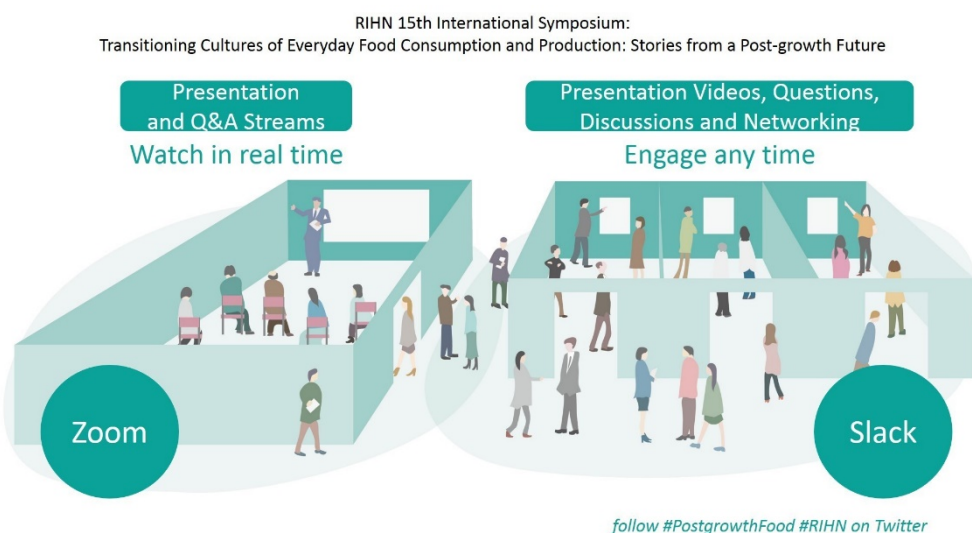 RIHN 15th International Symposium:
Transitioning Cultures of Everyday Food Consumption and Production: Stories from a Post-growth Future
Presentation
and Q&A Streams
Watch in real time
Presentation Videos, Questions,
Discussions and Networking
Engage any time
Zoom
Slack
follow #PostgrowthFood #RIHN on Twitter